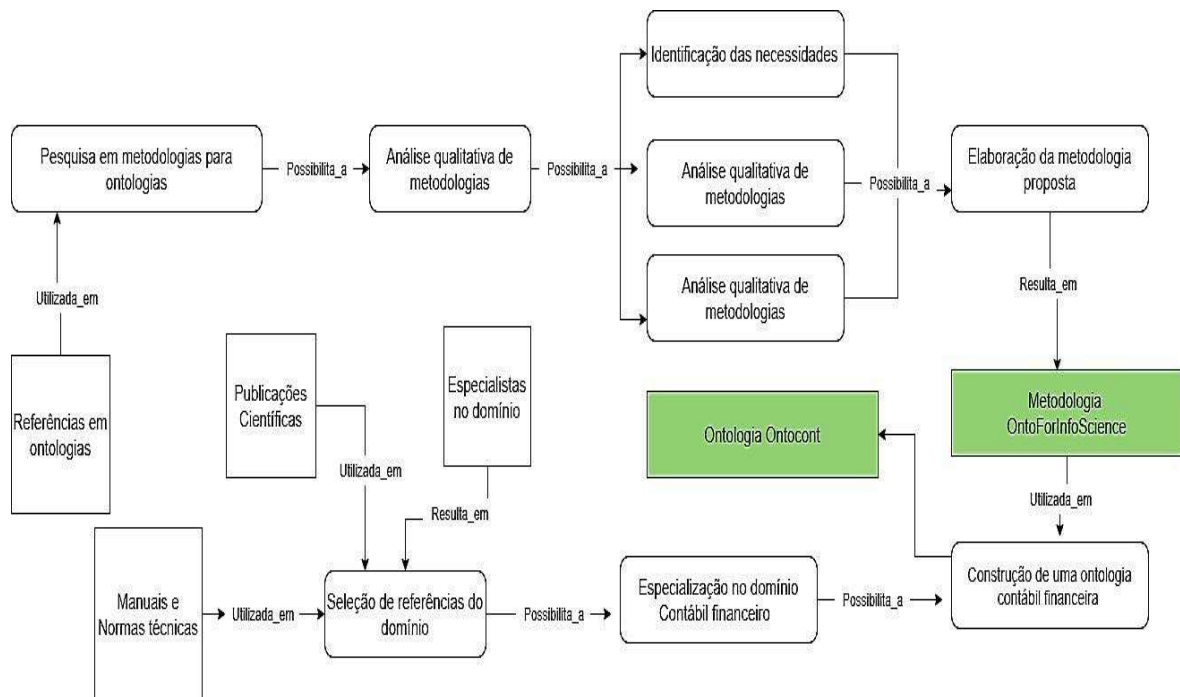 Identificação das necessidades
Pesquisa em metodologias para
ontologias
Possibilita_a
Análise qualitativa de
metodologias
Possibilita_a
Análise qualitativa de
metodologias
Possibilita_a
Elaboração da metodologia
proposta
Análise qualitativa de
metodologias
Utilizada_em
Resulta_em
Referências em
ontologias
Publicações
Científicas
Especialistas
no domínio
Ontologia Ontocont
Metodologia
OntoForInfoScience
Utilizada_em
Resulta_em
Utilizada_em
Manuais e
Normas técnicas
Utilizada_em
Seleção de referências do
domínio
Possibilita_a
Especialização no domínio
Contábil financeiro
Possibilita_a
Construção de uma ontologia
contábil financeira